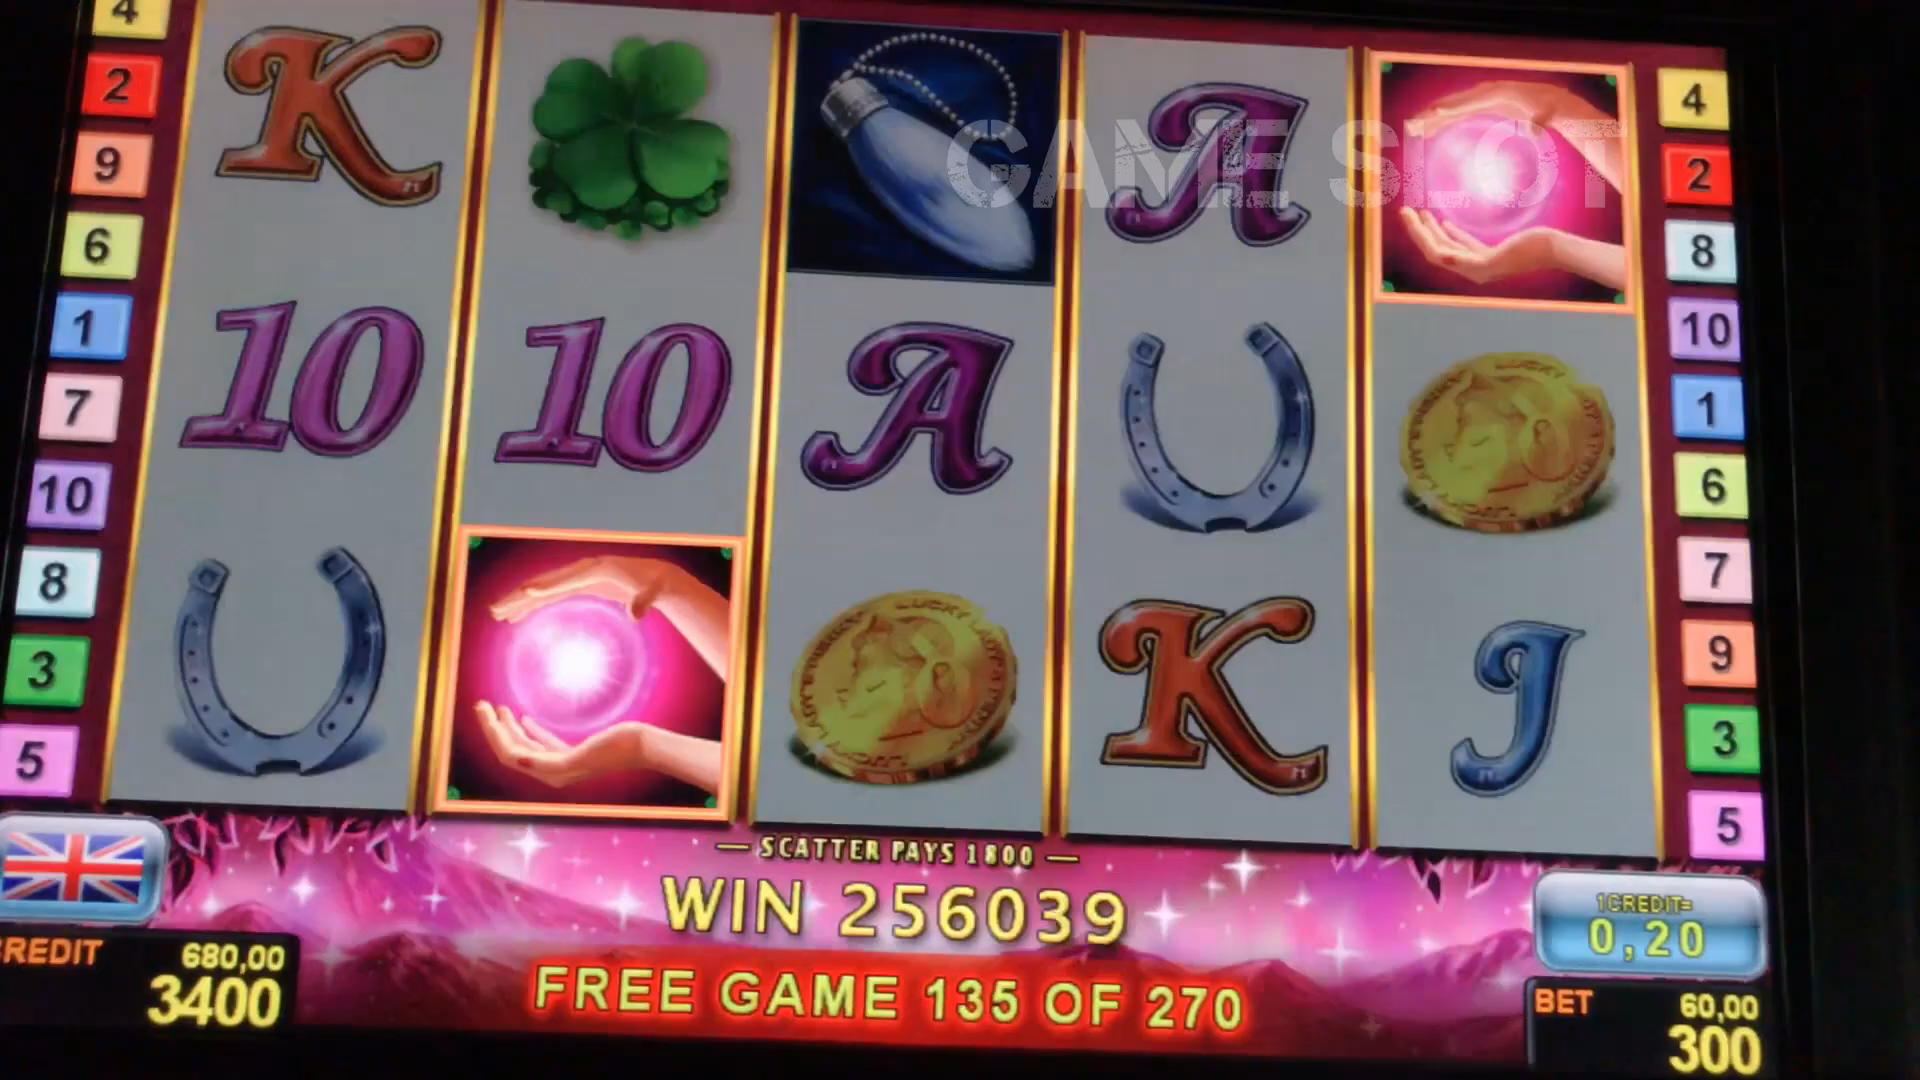 4
2
9
6
1
7
10
8
3
5
K
A
GAME SLOT
10
10
A
K
J
4
2
8
10
1
6
7
9
3
5
SCATTER PAYS 1800
WIN 256039
FREE GAME 135 OF 270
CREDIT
680,00
3400
1CREDIT=
0,20
BET
60,00
300